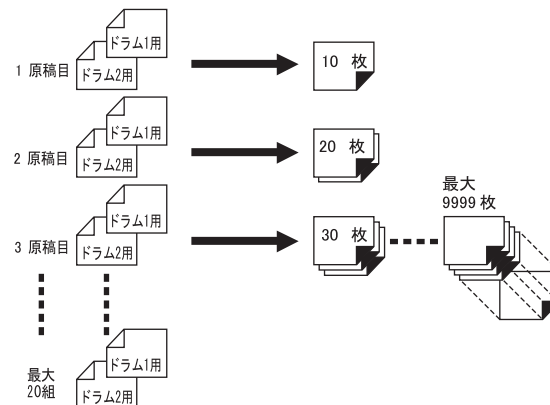 ドラム1用
1 原稿目
ドラム2用
10 枚
ドラム1用
2 原稿目
ドラム2用
20 枚
ドラム1用
3 原稿目
ドラム2用
30 枚
最大
9999 枚
最大
20組
ドラム1用
ドラム2用